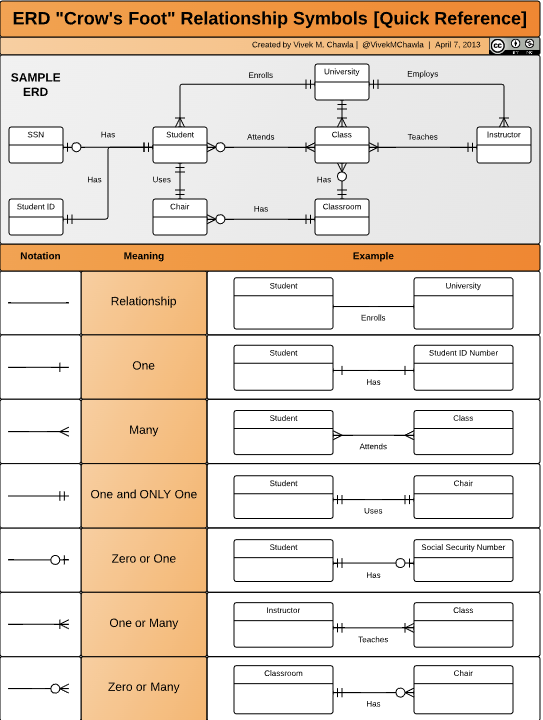 ERD "Crow's Foot" Relationship Symbols [Quick Reference]
Created by Vivek M. Chawla | @VivekMChawla | April 7, 2013
cc
SAMPLE
ERD
University
Enrolls
Employs
SSN
Has
Student
Attends
Class
Teaches
Instructor
Has
Uses
Has
Student ID
Chair
Has
Classroom
Notation Meaning Example
Relationship
Student
University
Enrolls
One
Student
Student ID Number
Has
Many
Student
Class
Attends
One and ONLY One
Student
Chair
Uses
Zero or One
Student
Social Security Number
Has
One or Many
Instructor
Class
Teaches
Zero or Many
Classroom
Chair
Has